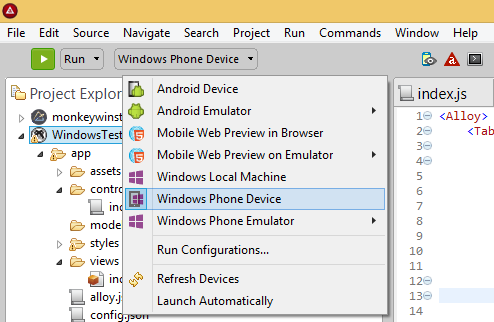 File Edit Source Navigate Search Project Run Commands Window Help
Run Windows Phone Device
Project Explor
monkeywinst
WindowsTest
app
assets
contro
ind
mode
styles
views
ind
alloy.j
config.json
Android Device
Android Emulator
Mobile Web Preview in Browser
Mobile Web Preview on Emulator
Windows Local Machine
Windows Phone Device
Windows Phone Emulator
Run Configurations...
Refresh Devices
Launch Automatically
index.js
1 <Alloy>
2 <Tab
3
4
5
6
7
8
9
10
11
12
13
14